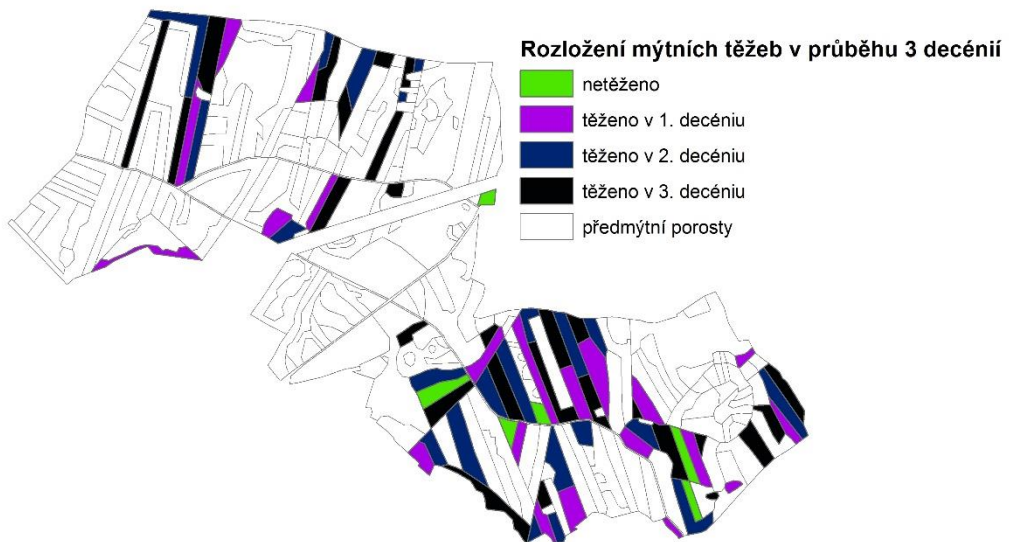 Rozložení mýtních těžeb v průběhu 3 decénií
netěženo
těženo v 1. decéniu
těženo v 2. decéniu
těženo v 3. decéniu
předmýtní porosty